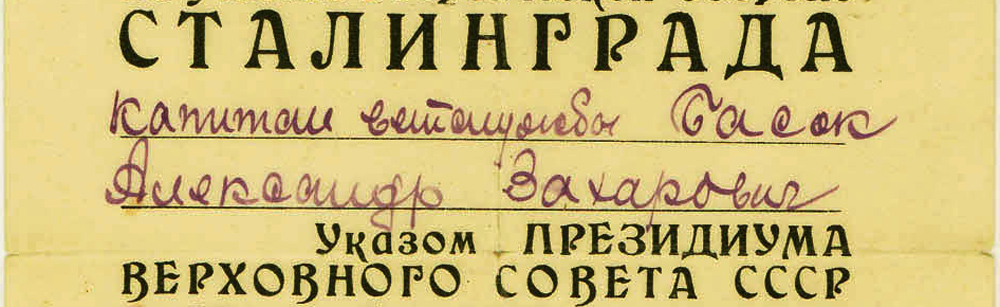 СТАЛИНГРАДА
капитан ветслужбы Басок
Александр Захарович
Указом ПРЕЗИДИУМА
ВЕРХОВНОГО СОВЕТА СССР